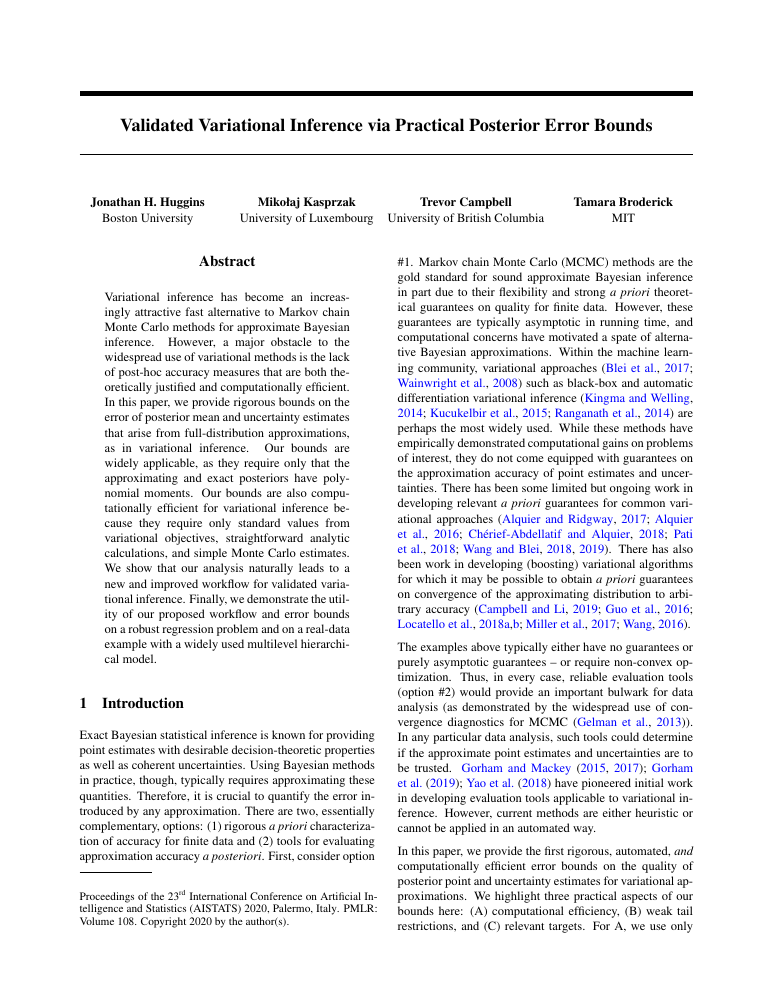 Validated Variational Inference via Practical Posterior Error Bounds
Jonathan H. Huggins
Boston University
Mikołaj Kasprzak
University of Luxembourg
Trevor Campbell
University of British Columbia
Tamara Broderick
MIT
Abstract
Variational inference has become an increas-
ingly attractive fast alternative to Markov chain
Monte Carlo methods for approximate Bayesian
inference. However, a major obstacle to the
widespread use of variational methods is the lack
of post-hoc accuracy measures that are both the-
oretically justified and computationally efficient.
In this paper, we provide rigorous bounds on the
error of posterior mean and uncertainty estimates
that arise from full-distribution approximations,
as in variational inference. Our bounds are
widely applicable, as they require only that the
approximating and exact posteriors have poly-
nomial moments. Our bounds are also compu-
tationally efficient for variational inference be-
cause they require only standard values from
variational objectives, straightforward analytic
calculations, and simple Monte Carlo estimates.
We show that our analysis naturally leads to a
new and improved workflow for validated varia-
tional inference. Finally, we demonstrate the util-
ity of our proposed workflow and error bounds
on a robust regression problem and on a real-data
example with a widely used multilevel hierarchi-
cal model.
1 Introduction
Exact Bayesian statistical inference is known for providing
point estimates with desirable decision-theoretic properties
as well as coherent uncertainties. Using Bayesian methods
in practice, though, typically requires approximating these
quantities. Therefore, it is crucial to quantify the error in-
troduced by any approximation. There are two, essentially
complementary, options: (1) rigorous a priori characteriza-
tion of accuracy for finite data and (2) tools for evaluating
approximation accuracy a posteriori. First, consider option
Proceedings of the 23rd International Conference on Artificial In-
telligence and Statistics (AISTATS) 2020, Palermo, Italy. PMLR:
Volume 108. Copyright 2020 by the author(s).
#1. Markov chain Monte Carlo (MCMC) methods are the
gold standard for sound approximate Bayesian inference
in part due to their flexibility and strong a priori theoret-
ical guarantees on quality for finite data. However, these
guarantees are typically asymptotic in running time, and
computational concerns have motivated a spate of alterna-
tive Bayesian approximations. Within the machine learn-
ing community, variational approaches (Blei et al., 2017;
Wainwright et al., 2008) such as black-box and automatic
differentiation variational inference (Kingma and Welling,
2014; Kucukelbir et al., 2015; Ranganath et al., 2014) are
perhaps the most widely used. While these methods have
empirically demonstrated computational gains on problems
of interest, they do not come equipped with guarantees on
the approximation accuracy of point estimates and uncer-
tainties. There has been some limited but ongoing work in
developing relevant a priori guarantees for common vari-
ational approaches (Alquier and Ridgway, 2017; Alquier
et al., 2016; Chérief-Abdellatif and Alquier, 2018; Pati
et al., 2018; Wang and Blei, 2018, 2019). There has also
been work in developing (boosting) variational algorithms
for which it may be possible to obtain a priori guarantees
on convergence of the approximating distribution to arbi-
trary accuracy (Campbell and Li, 2019; Guo et al., 2016;
Locatello et al., 2018a,b; Miller et al., 2017; Wang, 2016).
The examples above typically either have no guarantees or
purely asymptotic guarantees – or require non-convex op-
timization. Thus, in every case, reliable evaluation tools
(option #2) would provide an important bulwark for data
analysis (as demonstrated by the widespread use of con-
vergence diagnostics for MCMC (Gelman et al., 2013)).
In any particular data analysis, such tools could determine
if the approximate point estimates and uncertainties are to
be trusted. Gorham and Mackey (2015, 2017); Gorham
et al. (2019); Yao et al. (2018) have pioneered initial work
in developing evaluation tools applicable to variational in-
ference. However, current methods are either heuristic or
cannot be applied in an automated way.
In this paper, we provide the first rigorous, automated, and
computationally efficient error bounds on the quality of
posterior point and uncertainty estimates for variational ap-
proximations. We highlight three practical aspects of our
bounds here: (A) computational efficiency, (B) weak tail
restrictions, and (C) relevant targets. For A, we use only